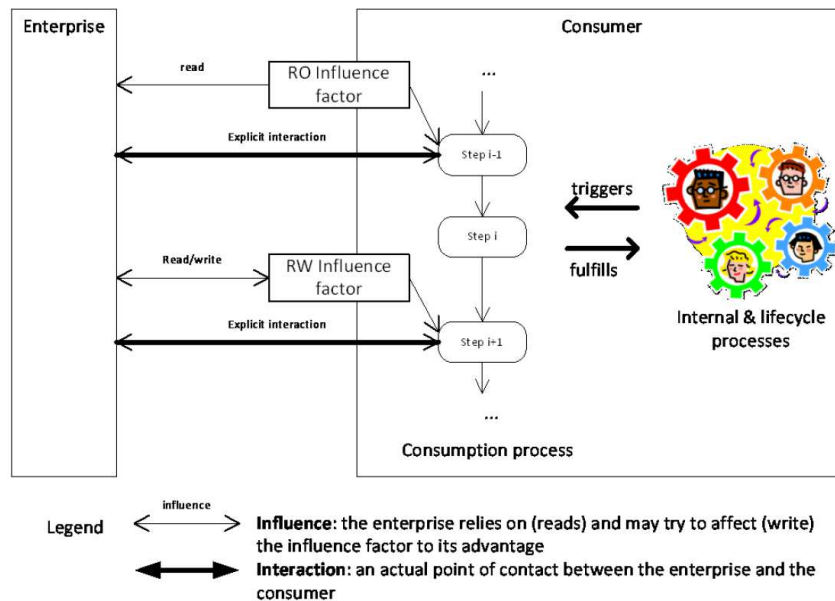 Enterprise
Consumer
read
RO Influence
factor
...
Explicit interaction
Step i-1
triggers
Step i
fulfills
Read/write
RW Influence
factor
Internal & lifecycle
processes
Explicit interaction
Step i+1
...
Consumption process
influence
Legend
Influence: the enterprise relies on (reads) and may try to affect (write)
the influence factor to its advantage
Interaction: an actual point of contact between the enterprise and the
consumer